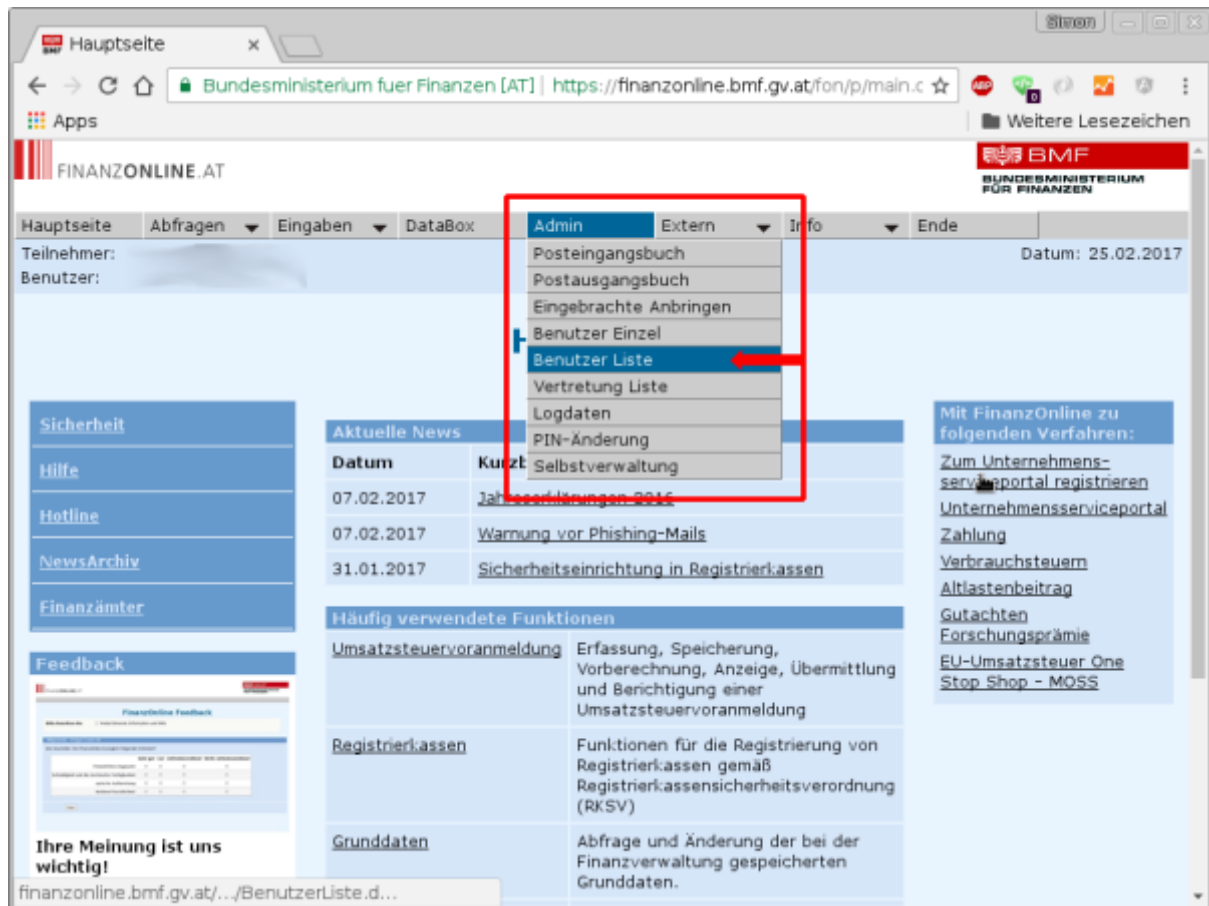 Simon
Hauptseite
Bundesministerium fuer Finanzen [AT] | https://finanzonline.bmf.gv.at/fon/p/main.c
ABP
0
Apps
Weitere Lesezeichen
FINANZONLINE.AT
BMF
BUNDESMINISTERIUM
FÜR FINANZEN
Hauptseite Abfragen Eingaben DataBox Admin Extern Info Ende
Teilnehmer:
Benutzer:
Datum: 25.02.2017
Posteingangsbuch
Postausgangsbuch
Eingebrachte Anbringen
Benutzer Einzel
Benutzer Liste
Vertretung Liste
Logdaten
PIN-Änderung
Selbstverwaltung
Sicherheit
Hilfe
Hotline
NewsArchiv
Finanzämter
Feedback
FinanzOnline Feedback
Ihre Meinung ist uns
wichtig!
Aktuelle News
Datum
07.02.2017 Jahreserklärungen 2016
07.02.2017 Warnung vor Phishing-Mails
31.01.2017 Sicherheitseinrichtung in Registrierkassen
Häufig verwendete Funktionen
Umsatzsteuervoranmeldung
Erfassung, Speicherung,
Vorberechnung, Anzeige, Übermittlung
und Berichtigung einer
Umsatzsteuervoranmeldung
Registrierkassen
Funktionen für die Registrierung von
Registrierkassen gemäß
Registrierkassensicherheitsverordnung
(RKSV)
Grunddaten
Abfrage und Änderung der bei der
Finanzverwaltung gespeicherten
Grunddaten.
Mit FinanzOnline zu
folgenden Verfahren:
Zum Unternehmens-
serviceportal registrieren
Unternehmensserviceportal
Zahlung
Verbrauchsteuern
Altlastenbeitrag
Gutachten
Forschungsprämie
EU-Umsatzsteuer One
Stop Shop - MOSS
finanzonline.bmf.gv.at/.../BenutzerListe.d...